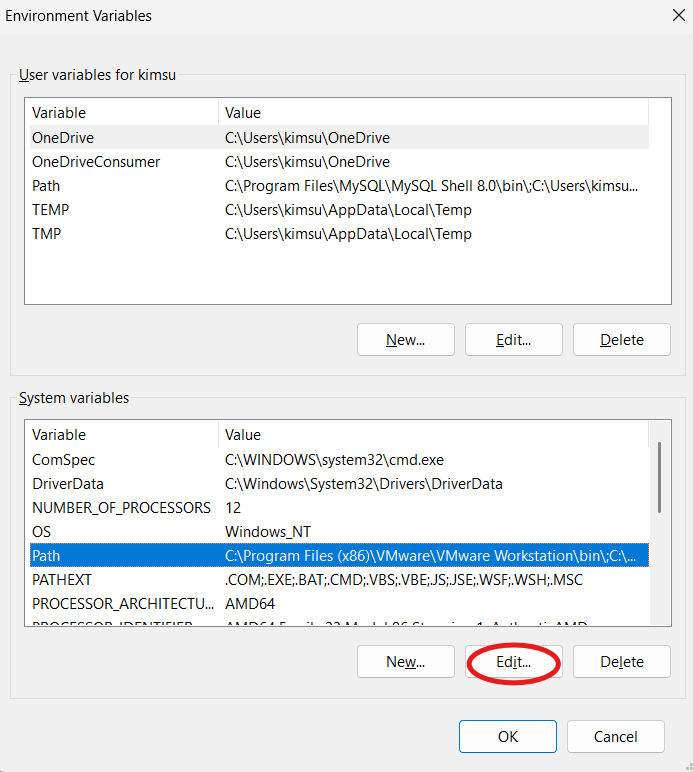 Environment Variables
User variables for kimsu
Variable Value
OneDrive C:\Users\kimsu\OneDrive
OneDriveConsumer C:\Users\kimsu\OneDrive
Path C:\Program Files\MySQL\MySQL Shell 8.0\bin\;C:\Users\kimsu...
TEMP C:\Users\kimsu\AppData\Local\Temp
TMP C:\Users\kimsu\AppData\Local\Temp
New... Edit... Delete
System variables
Variable Value
ComSpec C:\WINDOWS\system32\cmd.exe
DriverData C:\Windows\System32\Drivers\DriverData
NUMBER_OF_PROCESSORS 12
OS Windows_NT
Path C:\Program Files (x86)\VMware\VMware Workstation\bin\;C:\...
PATHEXT .COM;.EXE;.BAT;.CMD;.VBS;.VBE;.JS;.JSE;.WSF;.WSH;.MSC
PROCESSOR_ARCHITECTU... AMD64
New... Edit... Delete
OK Cancel